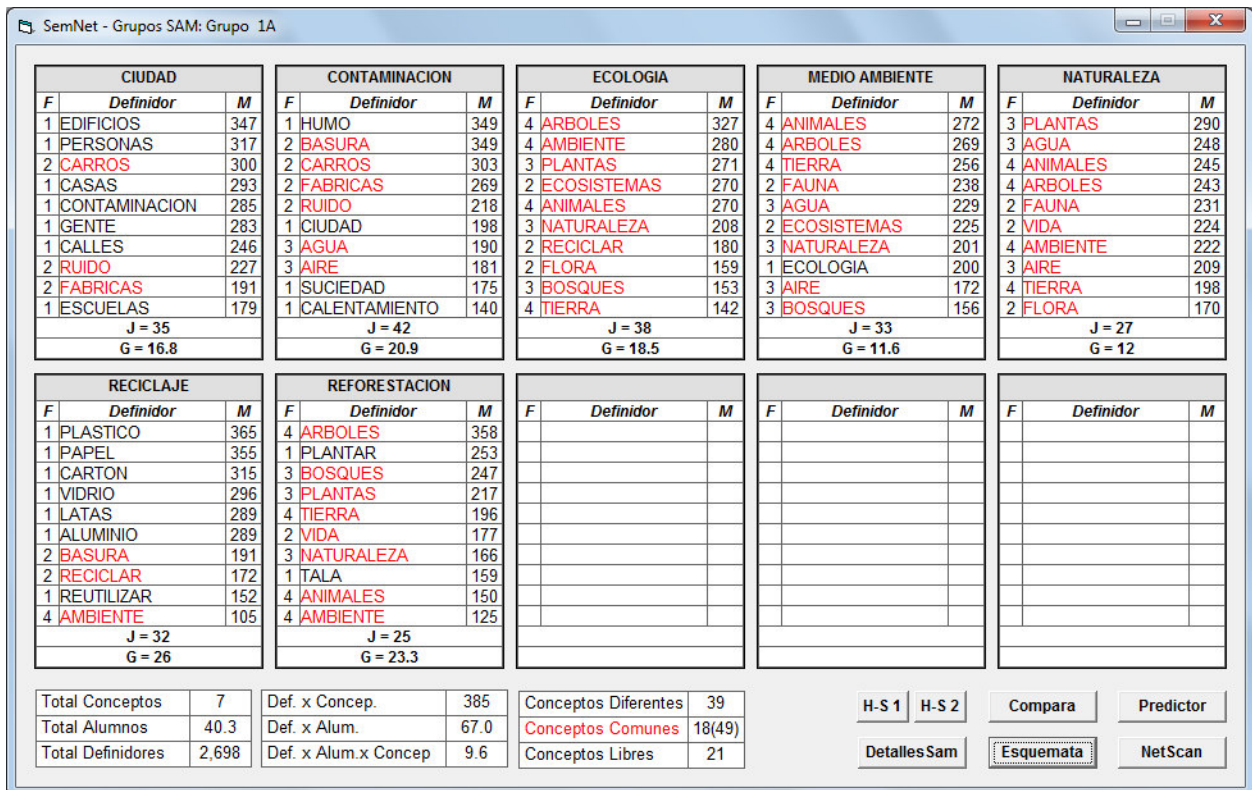 SemNet - Grupos SAM: Grupo 1A
CIUDAD
F Definidor M
1 EDIFICIOS 347
1 PERSONAS 317
2 CARROS 300
1 CASAS 293
1 CONTAMINACION 285
1 GENTE 283
1 CALLES 246
2 RUIDO 227
2 FABRICAS 191
1 ESCUELAS 179
J = 35
G = 16.8
CONTAMINACION
F Definidor M
1 HUMO 349
2 BASURA 349
2 CARROS 303
2 FABRICAS 269
2 RUIDO 218
1 CIUDAD 198
3 AGUA 190
3 AIRE 181
1 SUCIEDAD 175
1 CALENTAMIENTO 140
J = 42
G = 20.9
ECOLOGIA
F Definidor M
4 ARBOLES 327
4 AMBIENTE 280
3 PLANTAS 271
2 ECOSISTEMAS 270
4 ANIMALES 270
3 NATURALEZA 208
2 RECICLAR 180
2 FLORA 159
3 BOSQUES 153
4 TIERRA 142
J = 38
G = 18.5
MEDIO AMBIENTE
F Definidor M
4 ANIMALES 272
4 ARBOLES 269
4 TIERRA 256
2 FAUNA 238
3 AGUA 229
2 ECOSISTEMAS 225
3 NATURALEZA 201
1 ECOLOGIA 200
3 AIRE 172
3 BOSQUES 156
J = 33
G = 11.6
NATURALEZA
F Definidor M
3 PLANTAS 290
3 AGUA 248
4 ANIMALES 245
4 ARBOLES 243
2 FAUNA 231
2 VIDA 224
4 AMBIENTE 222
3 AIRE 209
4 TIERRA 198
2 FLORA 170
J = 27
G = 12
RECICLAJE
F Definidor M
1 PLASTICO 365
1 PAPEL 355
1 CARTON 315
1 VIDRIO 296
1 LATAS 289
1 ALUMINIO 289
2 BASURA 191
2 RECICLAR 172
1 REUTILIZAR 152
4 AMBIENTE 105
J = 32
G = 26
REFORESTACION
F Definidor M
4 ARBOLES 358
1 PLANTAR 253
3 BOSQUES 247
3 PLANTAS 217
4 TIERRA 196
2 VIDA 177
3 NATURALEZA 166
1 TALA 159
4 ANIMALES 150
4 AMBIENTE 125
J = 25
G = 23.3
F Definidor M
F Definidor M
F Definidor M
Total Conceptos 7
Total Alumnos 40.3
Total Definidores 2,698
Def. x Concep. 385
Def. x Alum. 67.0
Def. x Alum.x Concep 9.6
Conceptos Diferentes 39
Conceptos Comunes 18(49)
Conceptos Libres 21
H-S 1 H-S 2 Compara Predictor
DetallesSam Esquemata NetScan